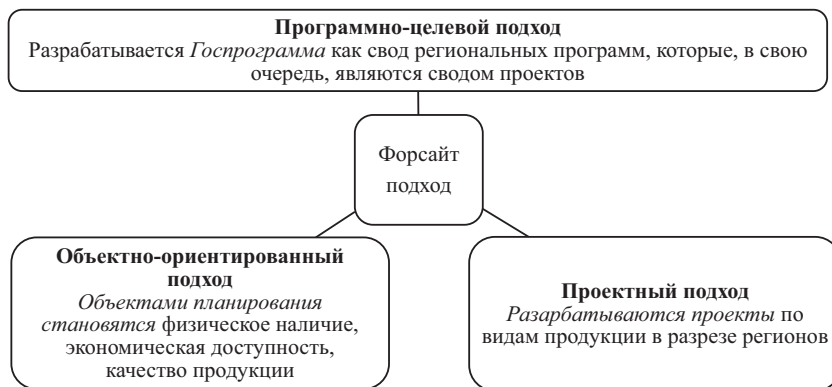 Программно-целевой подход
Разрабатывается Госпрограмма как свод региональных программ, которые, в свою
очередь, являются сводом проектов
Форсайт
подход
Объектно-ориентированный
подход
Объектами планирования
становятся физическое наличие,
экономическая доступность,
качество продукции
Проектный подход
Разарбатываются проекты по
видам продукции в разрезе регионов